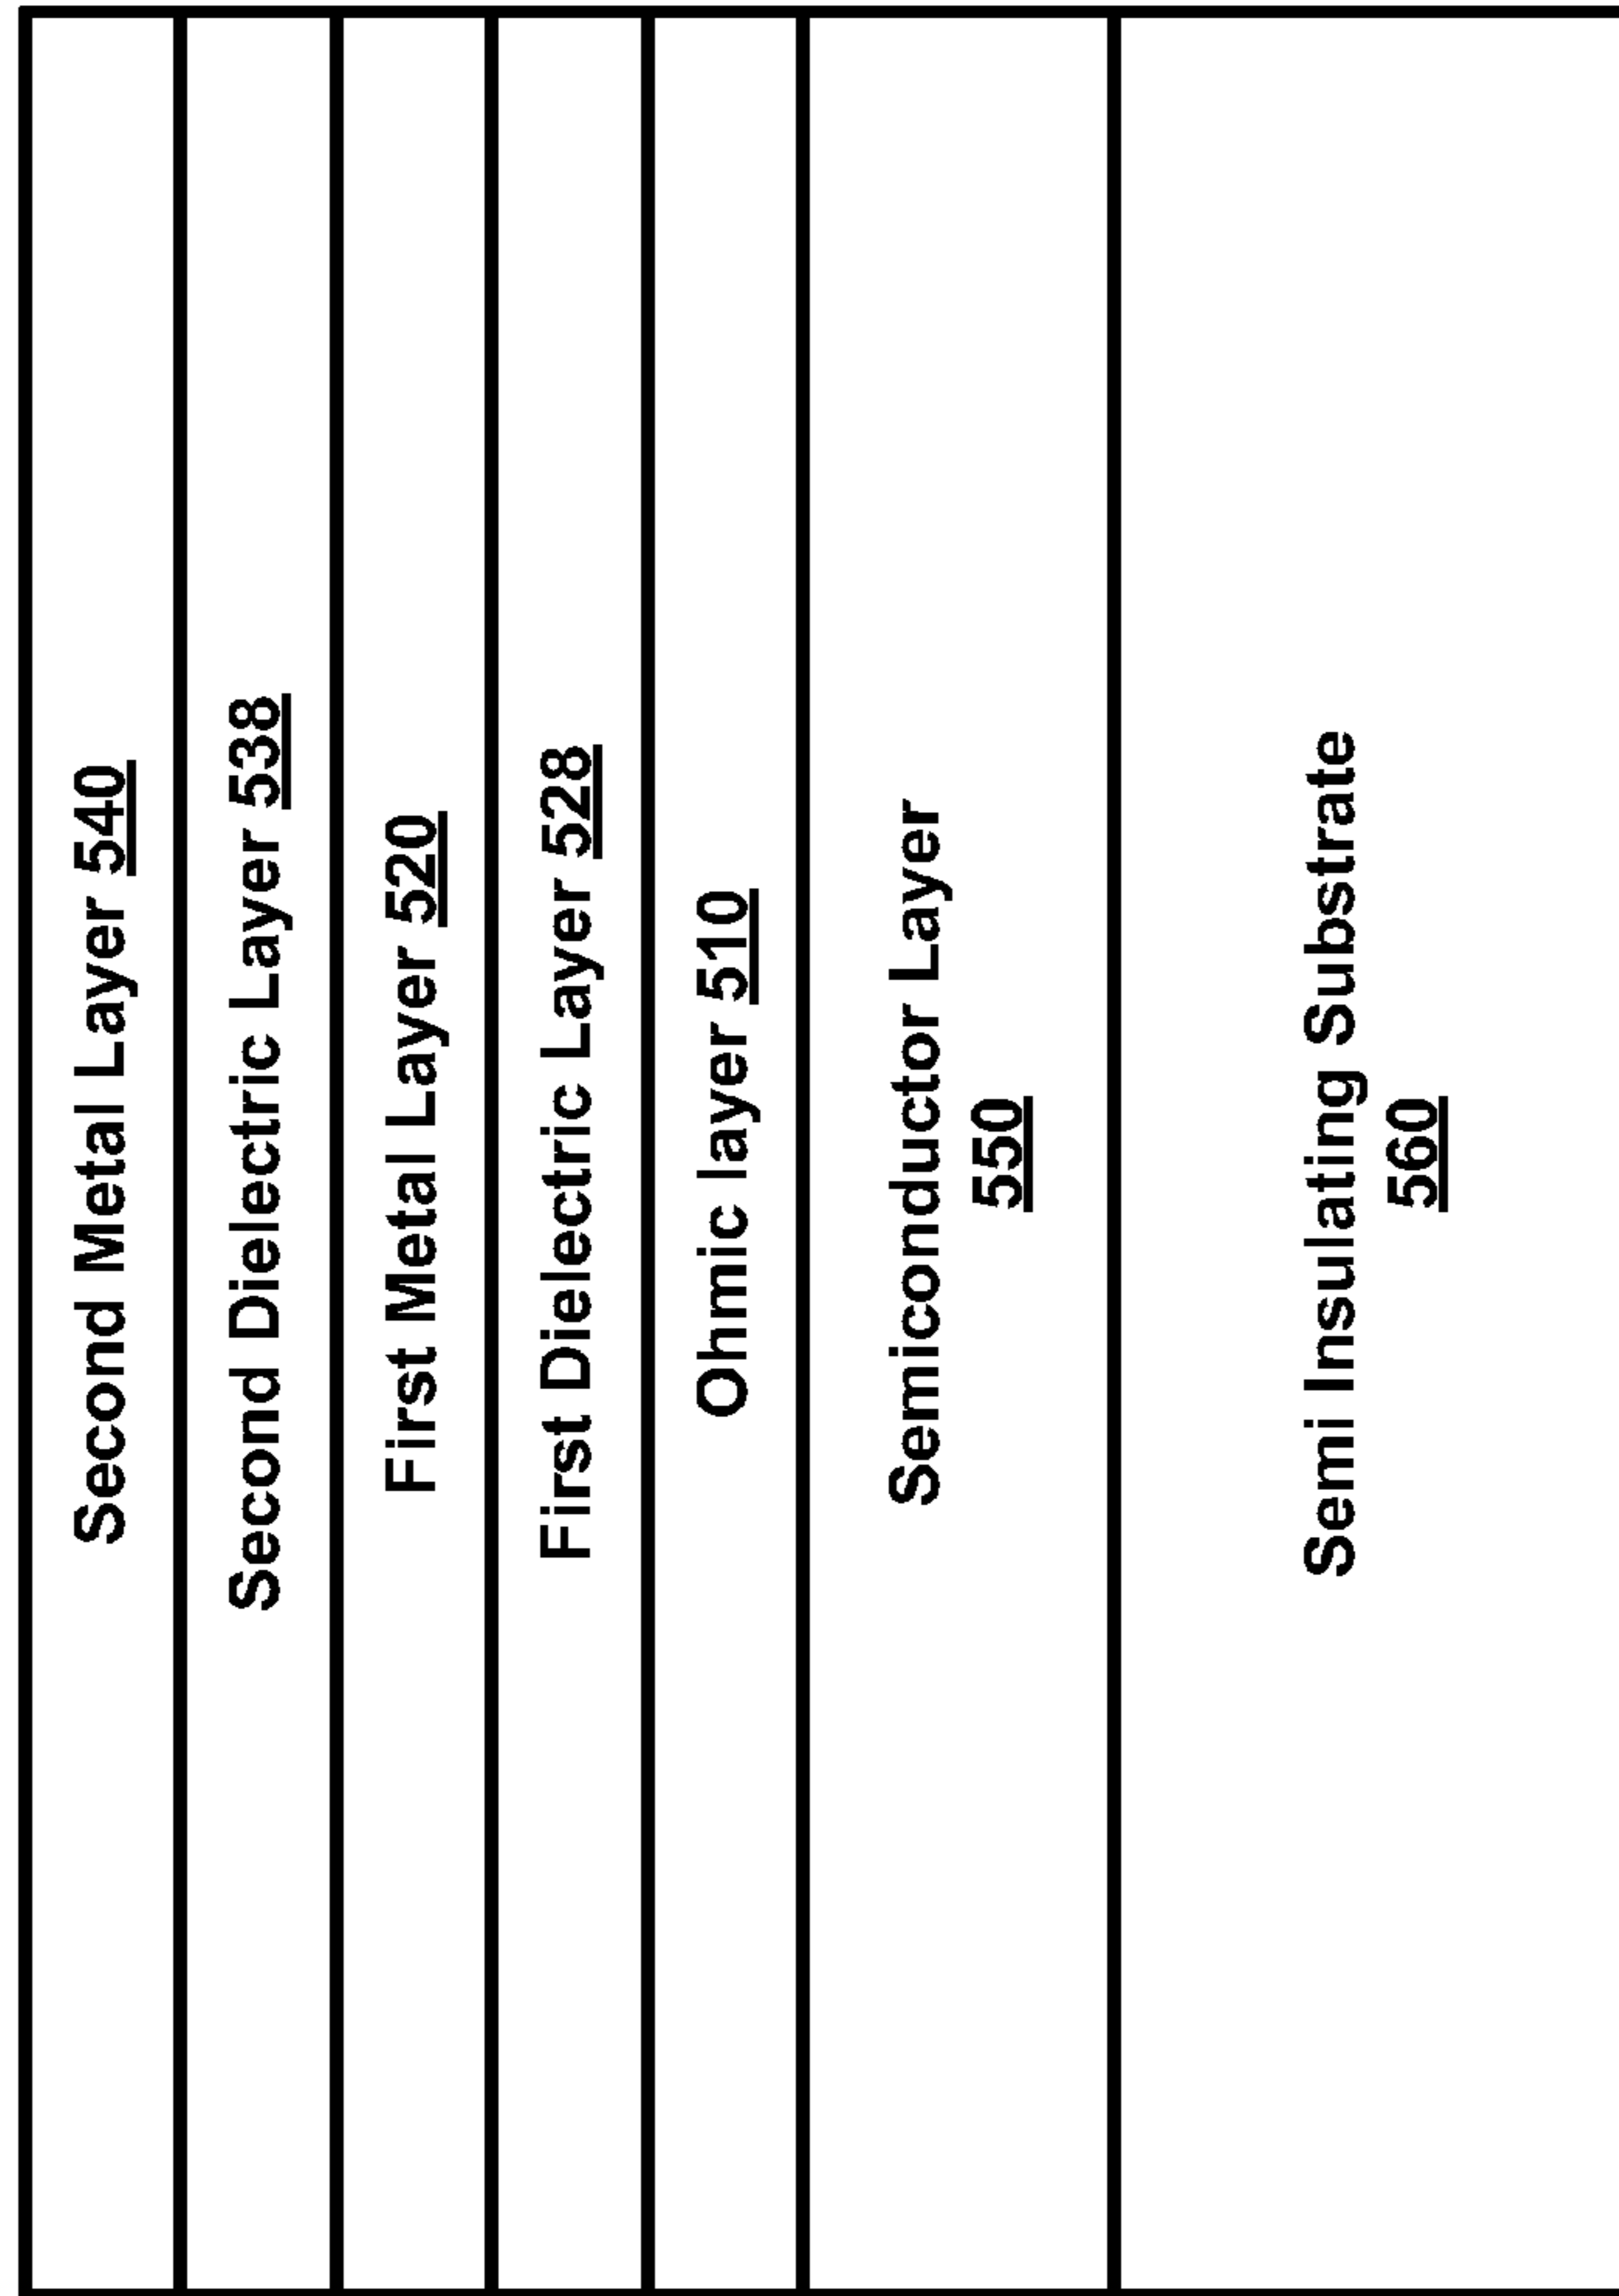 Second Metal Layer 540
Second Dielectric Layer 538
First Metal Layer 520
First Dielectric Layer 528
Ohmic layer 510
Semiconductor Layer
550
Semi Insulating Substrate
560